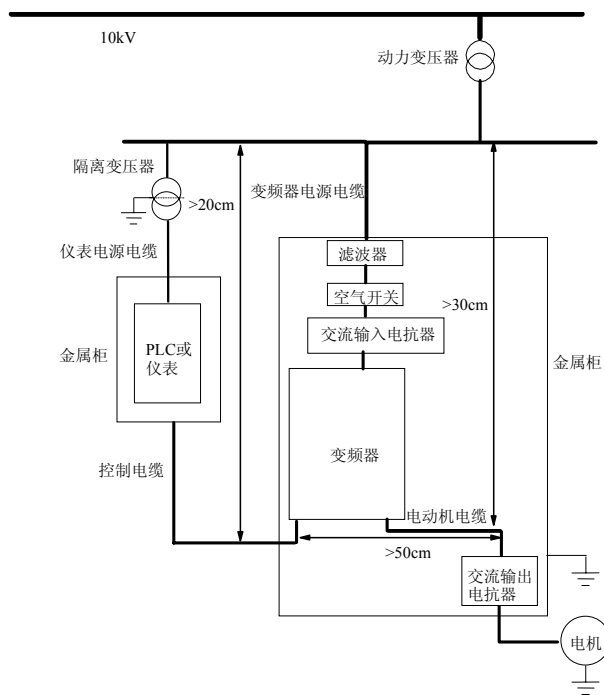 10kV
动力变压器
隔离变压器
>20cm
变频器电源电缆
仪表电源电缆
滤波器
空气开关
>30cm
交流输入电抗器
PLC或
仪表
金属柜
金属柜
变频器
控制电缆
电动机电缆
>50cm
交流输出
电抗器
电机